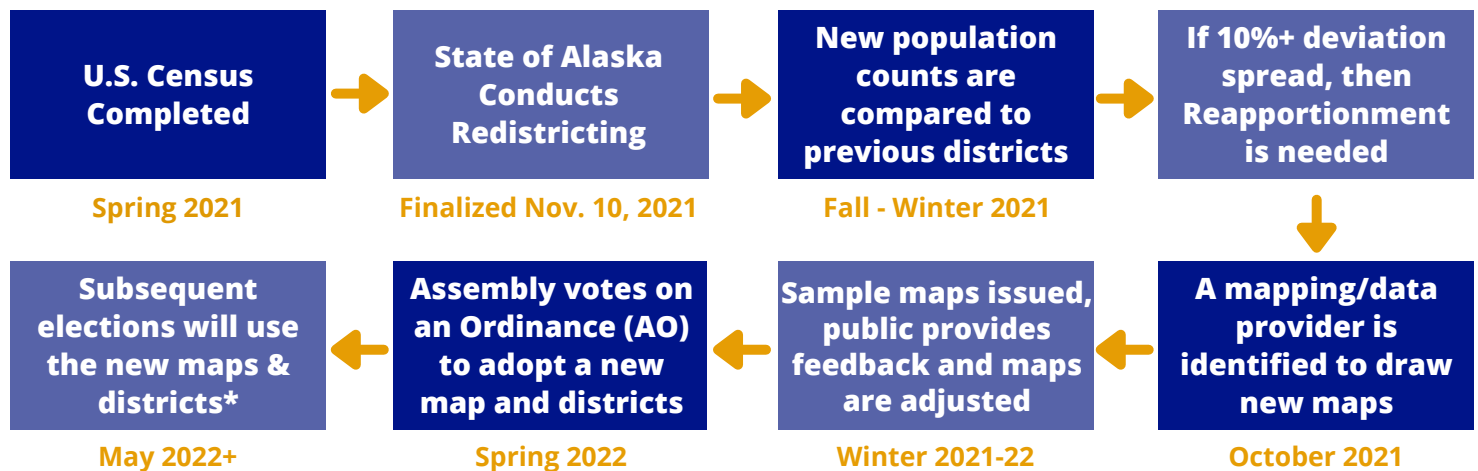 U.S. Census
Completed
Spring 2021
State of Alaska
Conducts
Redistricting
Finalized Nov. 10, 2021
New population
counts are
compared to
previous districts
Fall - Winter 2021
If 10%+ deviation
spread, then
Reapportionment
is needed
A mapping/data
provider is
identified to draw
new maps
October 2021
Sample maps issued,
public provides
feedback and maps
are adjusted
Winter 2021-22
Assembly votes on
an Ordinance (AO)
to adopt a new
map and districts
Spring 2022
Subsequent
elections will use
the new maps &
districts*
May 2022+